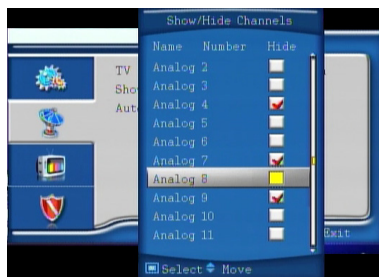 Show/Hide Channels
Name Number Hide
Analog 2
TV
Analog 3
Sho
Analog 4
Aut
Analog 5
Analog 6
Analog 7
Analog 8
Analog 9
Analog 10
Analog 11
Exit
Select Move